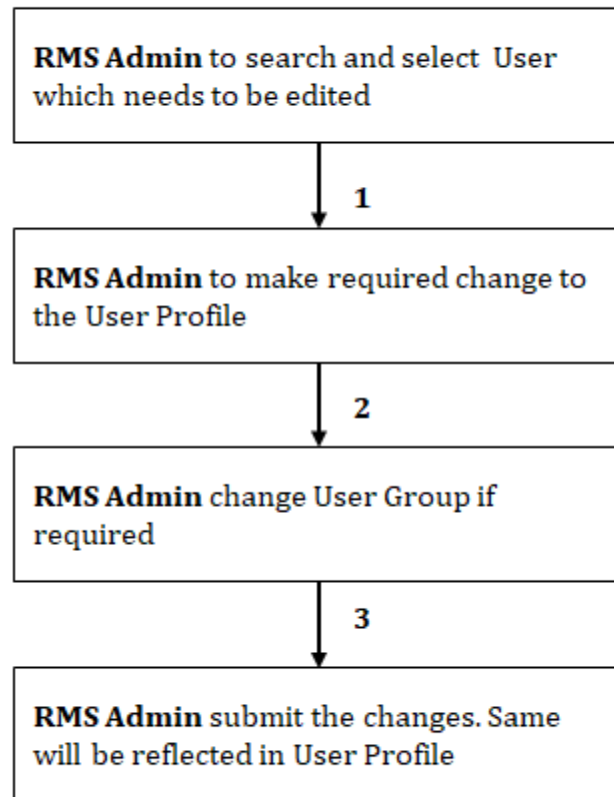 RMS Admin to search and select User
which needs to be edited
1
RMS Admin to make required change to
the User Profile
2
RMS Admin change User Group if
required
3
RMS Admin submit the changes. Same
will be reflected in User Profile